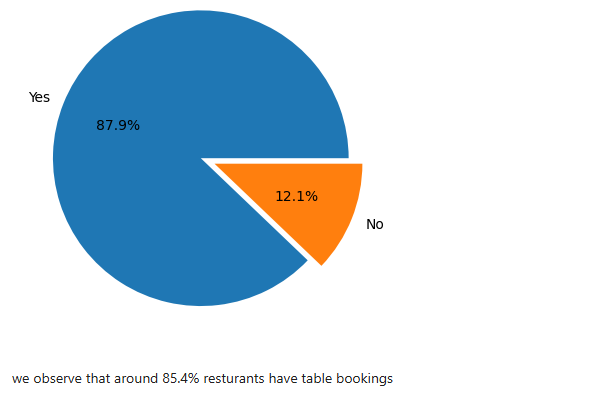 Yes
87.9%
12.1%
No
we observe that around 85.4% resturants have table bookings